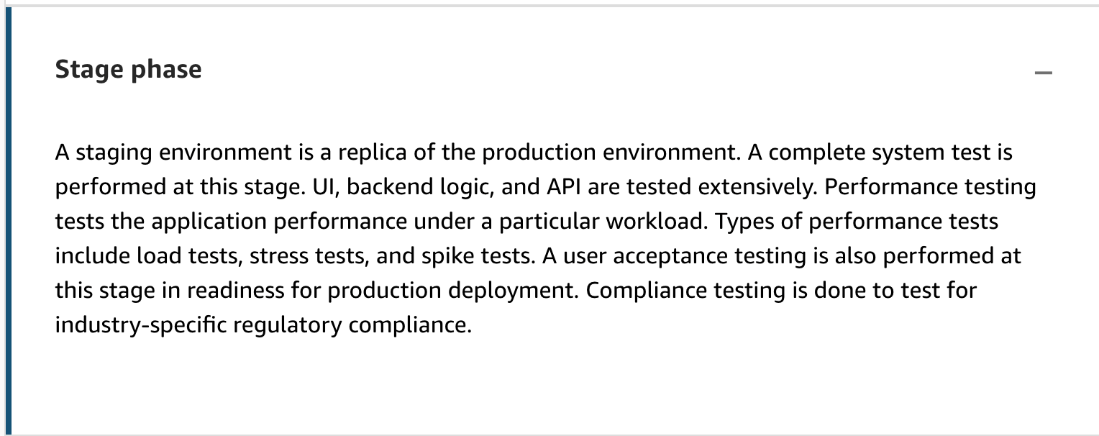 Stage phase
A staging environment is a replica of the production environment. A complete system test is
performed at this stage. UI, backend logic, and API are tested extensively. Performance testing
tests the application performance under a particular workload. Types of performance tests
include load tests, stress tests, and spike tests. A user acceptance testing is also performed at
this stage in readiness for production deployment. Compliance testing is done to test for
industry-specific regulatory compliance.